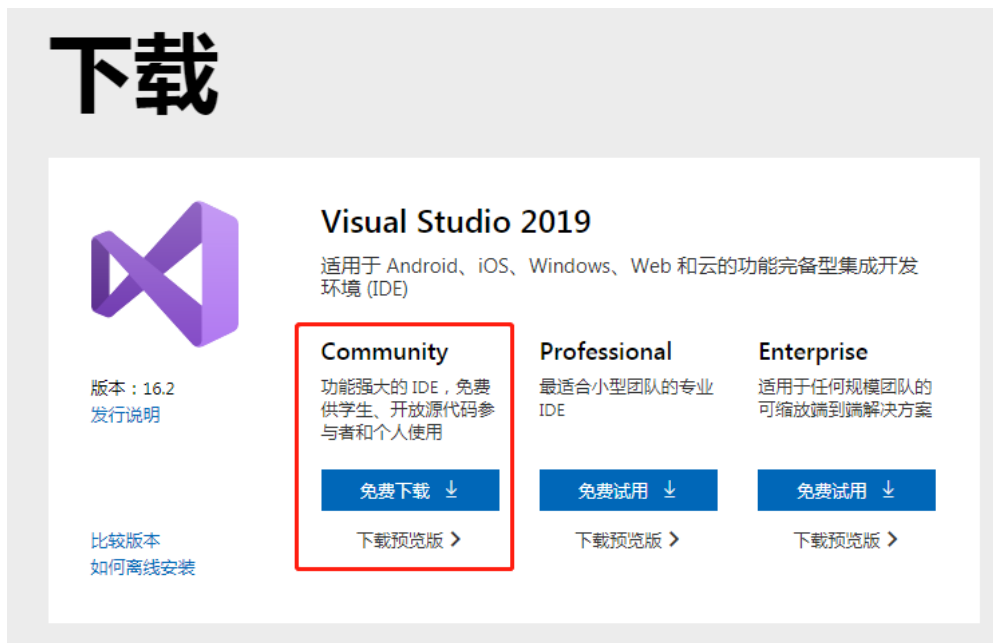 下载
Visual Studio 2019
适用于 Android、iOS、Windows、Web 和云的功能完备型集成开发
环境 (IDE)
Community
功能强大的 IDE，免费
供学生、开放源代码参
与者和个人使用
免费下载
下载预览版
Professional
最适合小型团队的专业
IDE
免费试用
下载预览版
Enterprise
适用于任何规模团队的
可缩放端到端解决方案
免费试用
下载预览版
版本：16.2
发行说明
比较版本
如何离线安装